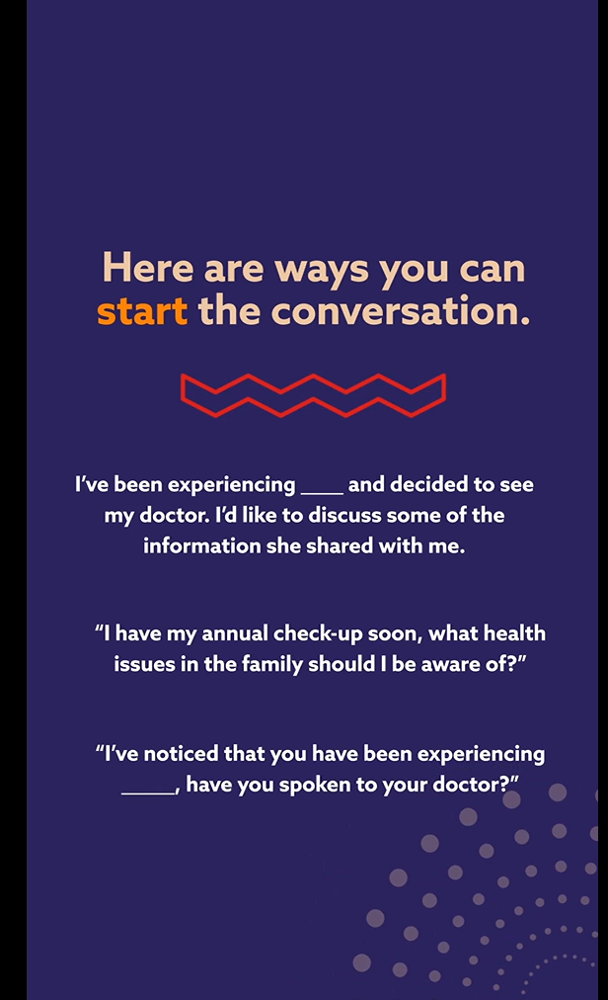 Here are ways you can
start the conversation.
I’ve been experiencing ____ and decided to see
my doctor. I’d like to discuss some of the
information she shared with me.
“I have my annual check-up soon, what health
issues in the family should I be aware of?”
“I’ve noticed that you have been experiencing
_____, have you spoken to your doctor?”